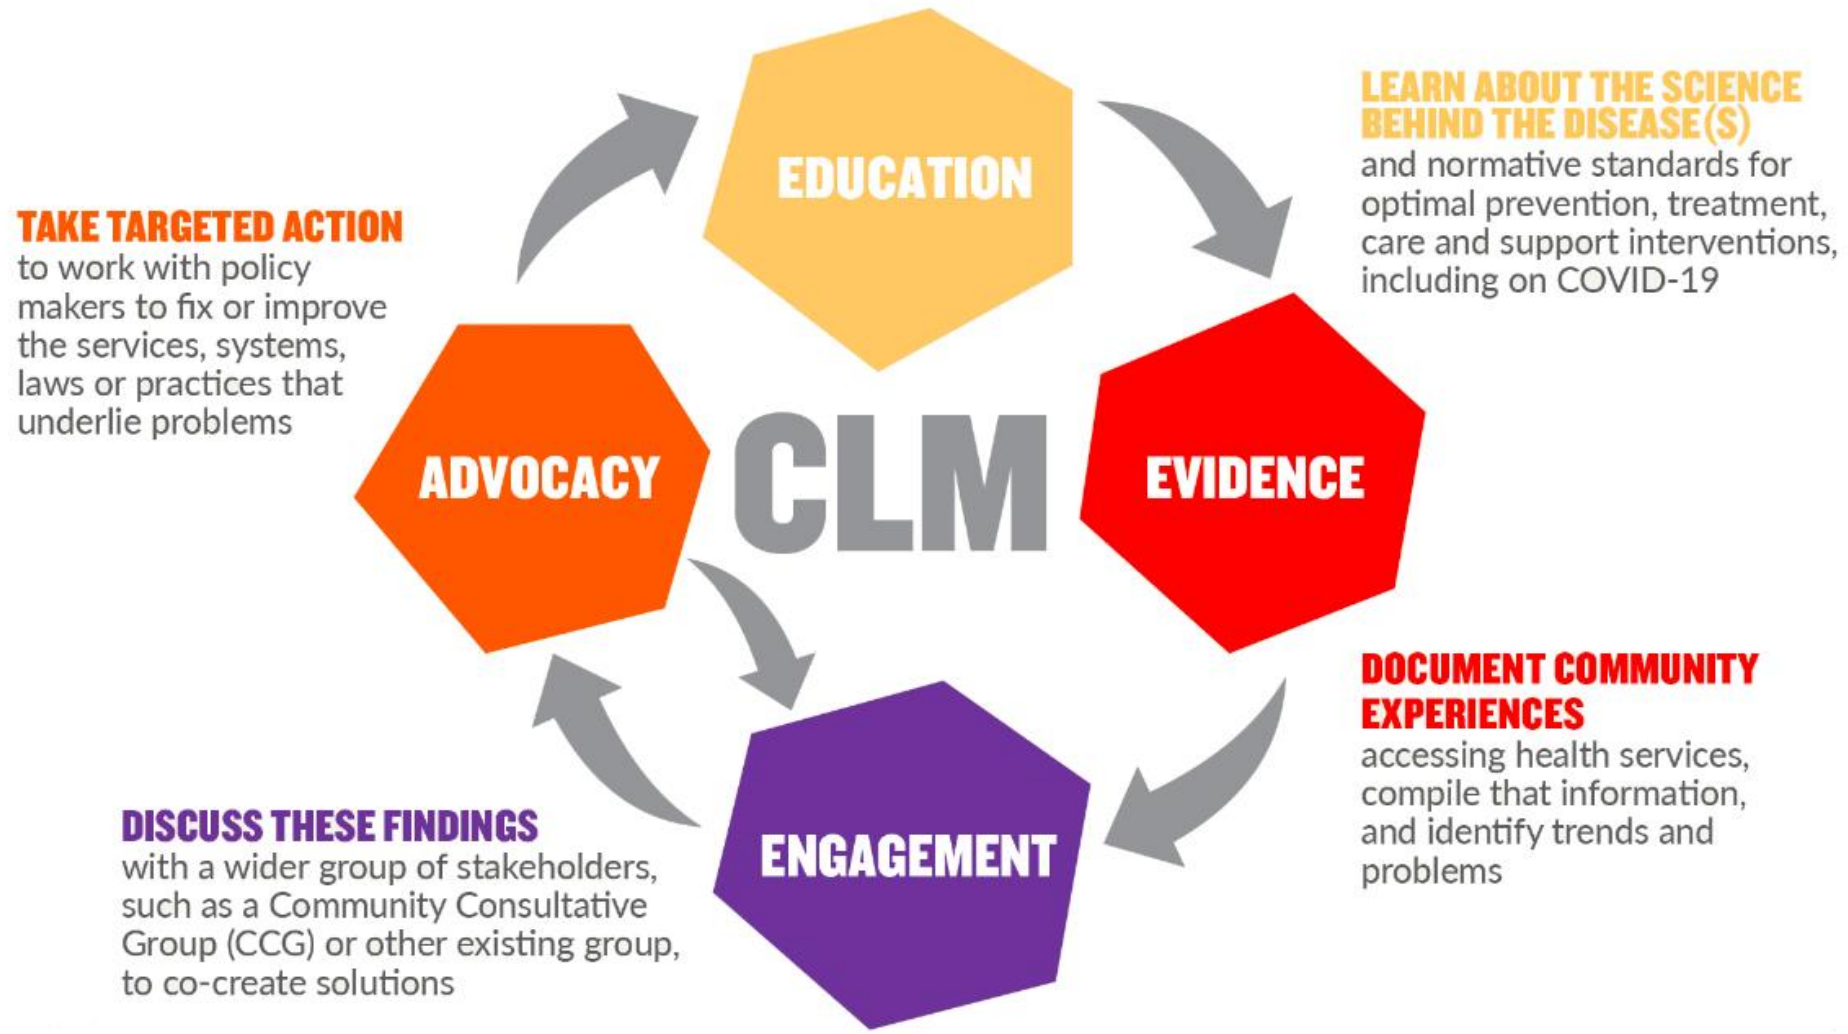 EDUCATION
LEARN ABOUT THE SCIENCE
BEHIND THE DISEASE(S)
and normative standards for
optimal prevention, treatment,
care and support interventions,
including on COVID-19
TAKE TARGETED ACTION
to work with policy
makers to fix or improve
the services, systems,
laws or practices that
underlie problems
ADVOCACY
CLM
EVIDENCE
DOCUMENT COMMUNITY
EXPERIENCES
accessing health services,
compile that information,
and identify trends and
problems
ENGAGEMENT
DISCUSS THESE FINDINGS
with a wider group of stakeholders,
such as a Community Consultative
Group (CCG) or other existing group,
to co-create solutions